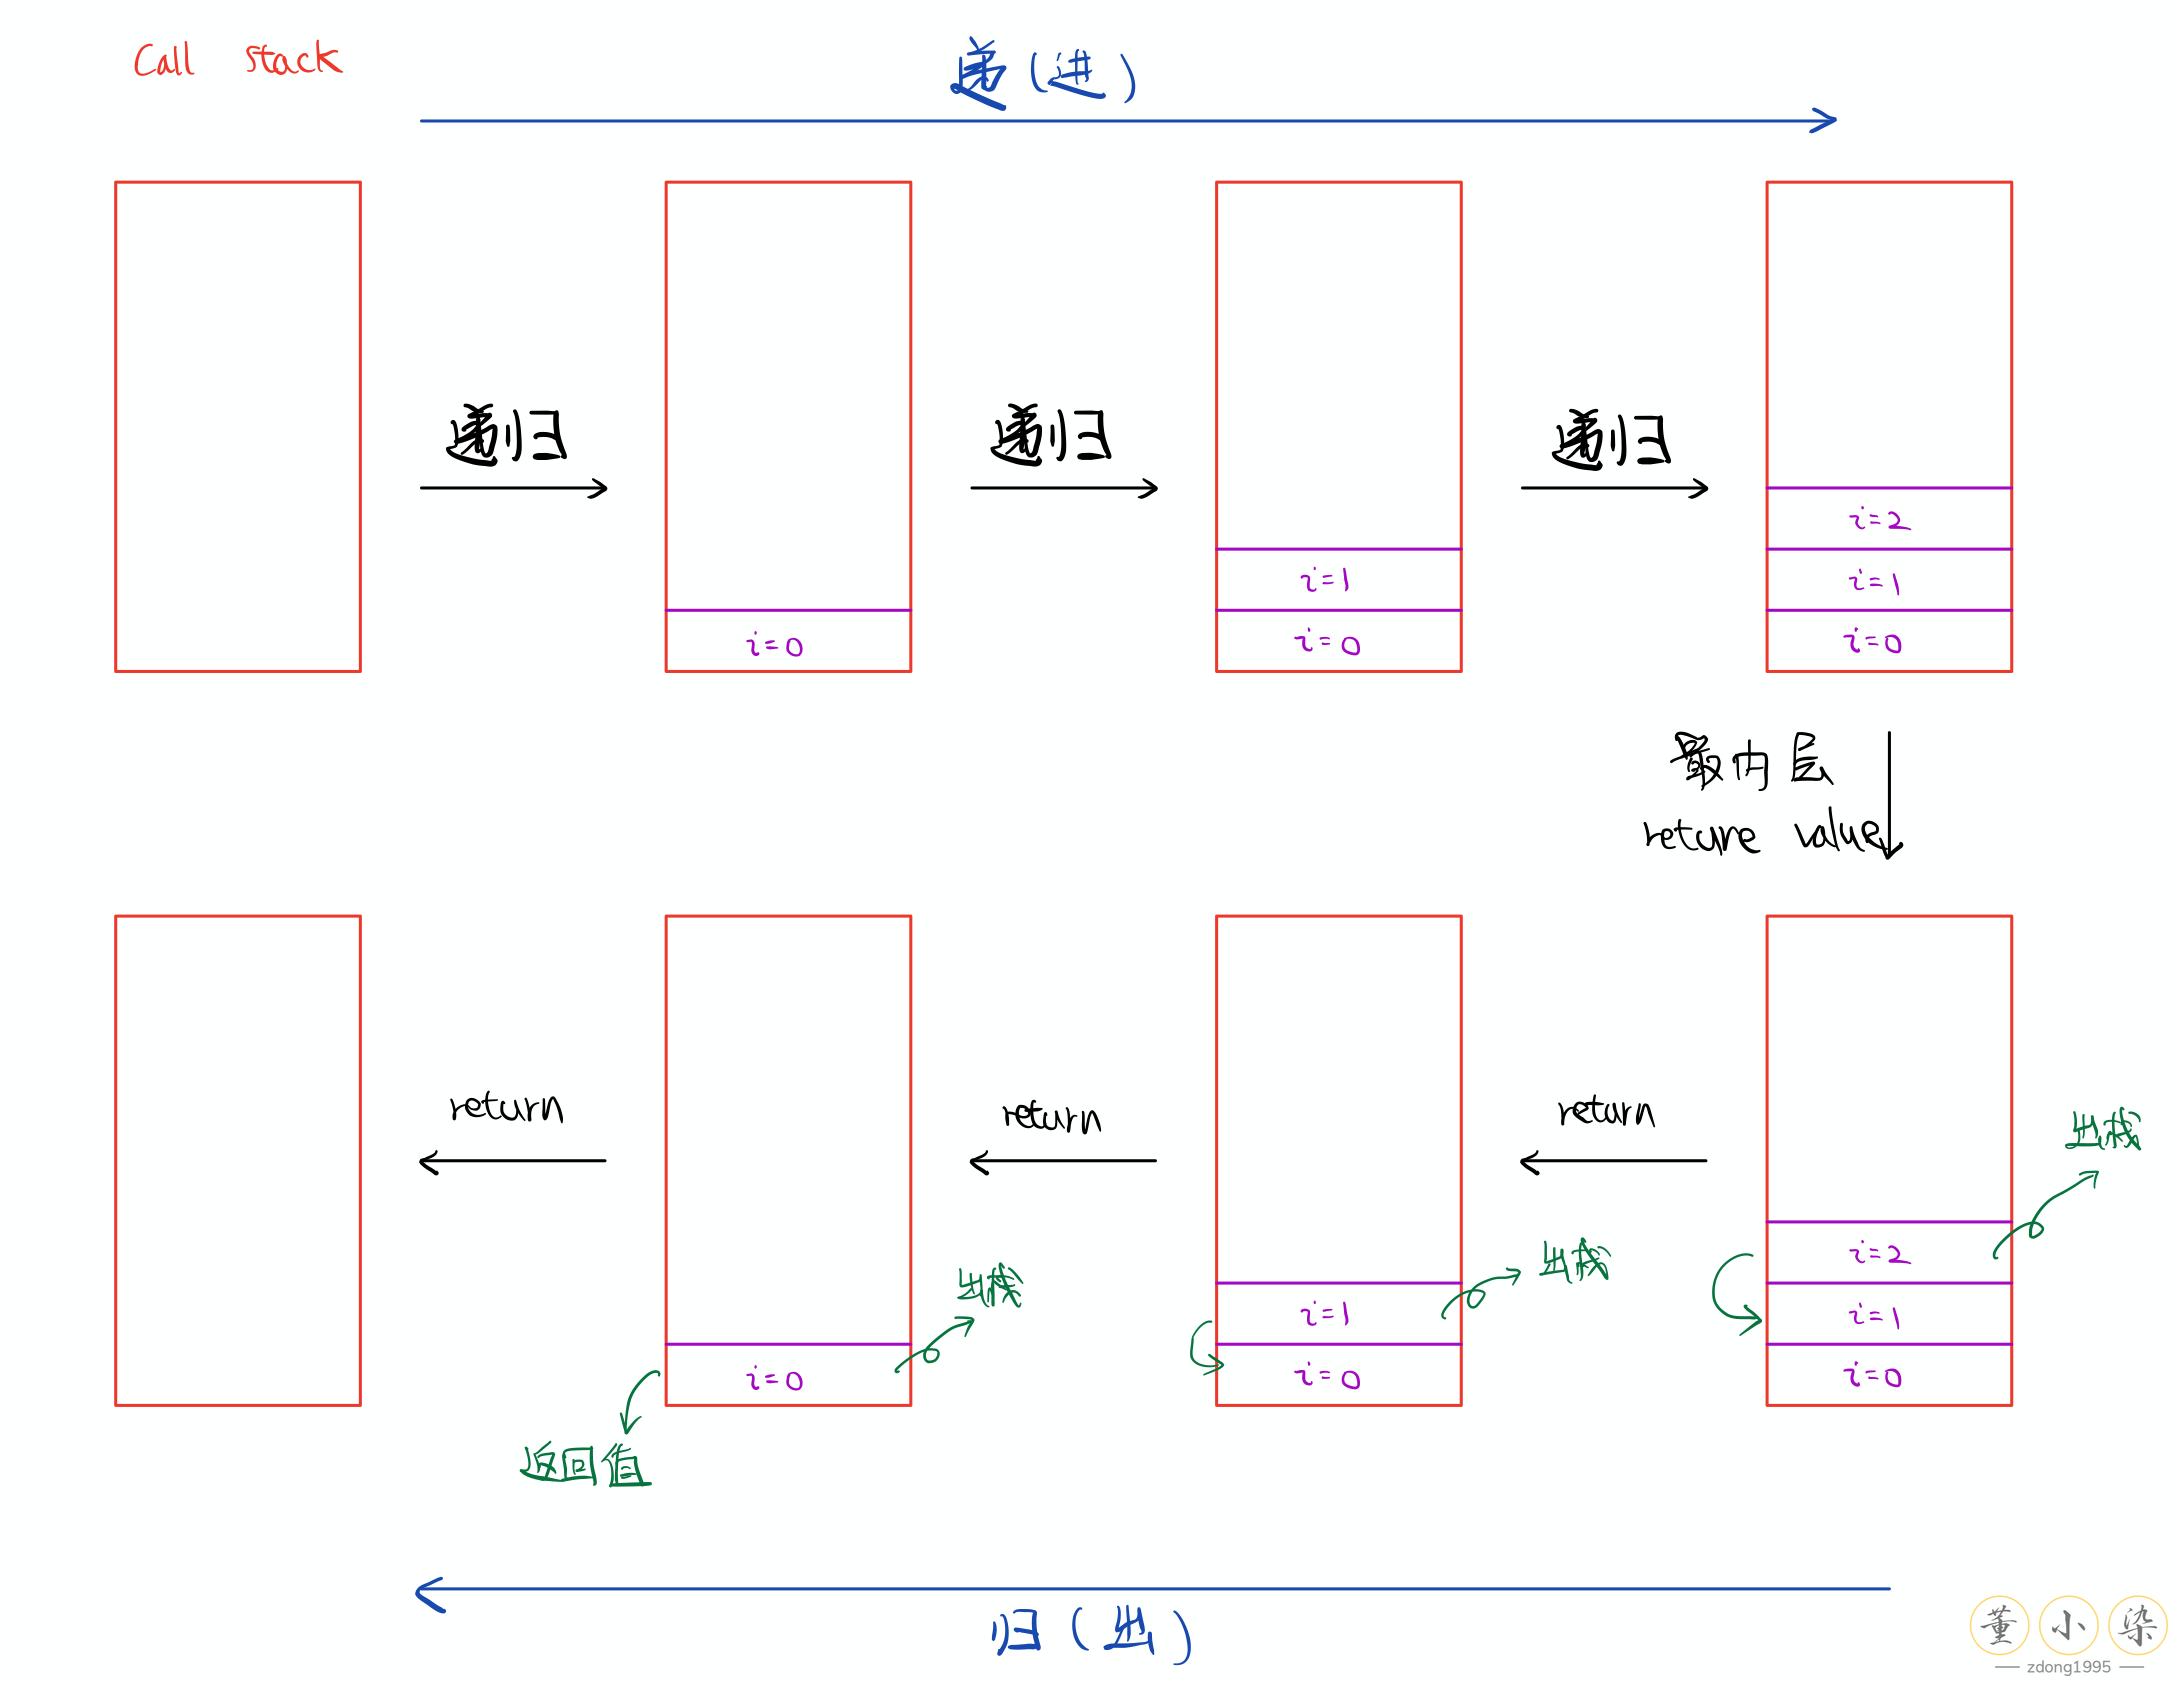 Call stack
递(进)
递归
递归
递归
i=0
i=1
i=0
i=2
i=1
i=0
最内层
return value
return
return
return
出栈
出栈
出栈
i=0
i=1
i=0
i=2
i=1
i=0
返回值
归(出)
董小染
zdong1995